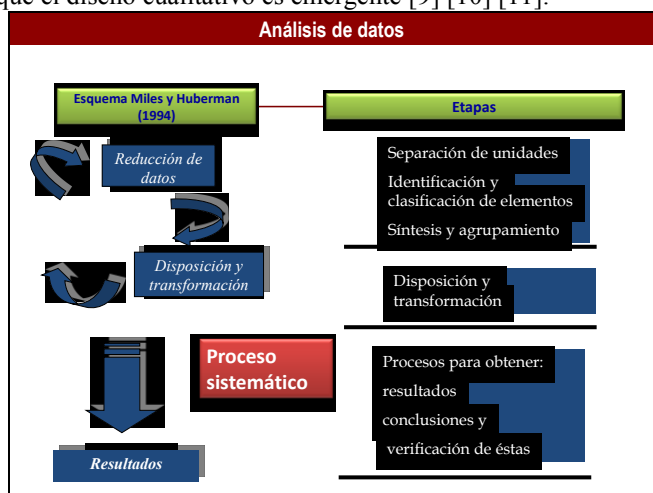 que el diseño cualitativo es emergente [9] [10] [11].
Análisis de datos
Esquema Miles y Huberman
(1994)
Etapas
Reducción de
datos
Separación de unidades
Identificación y
clasificación de elementos
Síntesis y agrupamiento
Disposición y
transformación
Disposición y
transformación
Proceso
sistemático
Procesos para obtener:
resultados
conclusiones y
verificación de éstas
Resultados